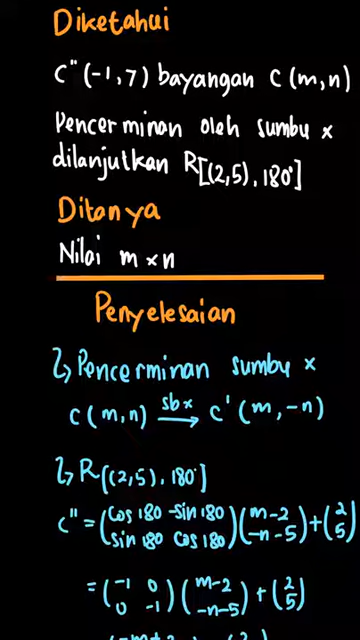 Diketahui
C"(-1,7) bayangan C(m,n)
Pencerminan oleh sumbu x
dilanjutkan R[(2,5), 180°]
Ditanya
Nilai m x n
Penyelesaian
↳ Pencerminan sumbu x
C(m,n) sb x → C'(m,-n)
↳ R[(2,5), 180°]
C" = (cos 180 -sin 180) (m-2) + (2)
(sin 180 cos 180) (-n-5) (5)
= (-1 0) (m-2) + (2)
(0 -1) (-n-5) (5)